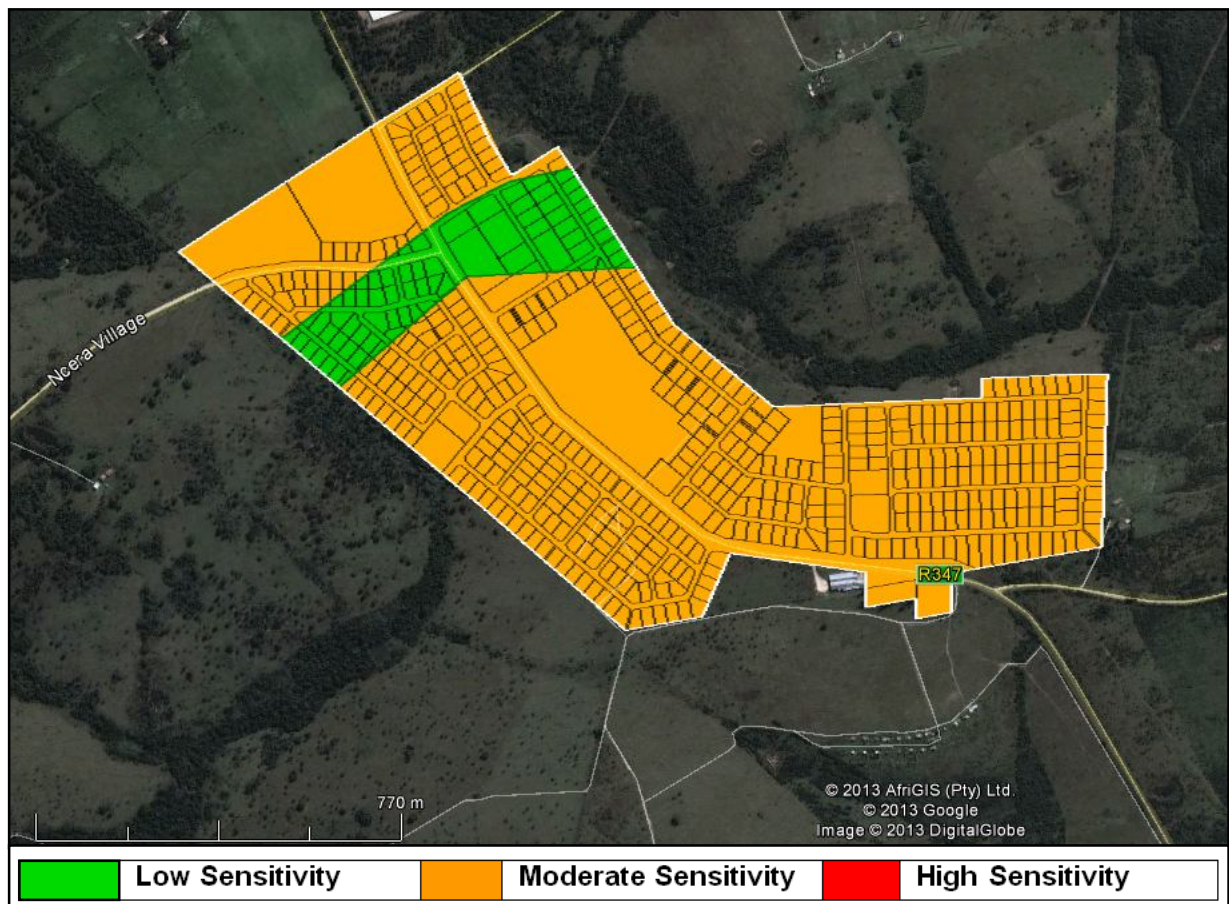 Ncera Village
R347
770 m
© 2013 AfriGIS (Pty) Ltd.
© 2013 Google
Image © 2013 DigitalGlobe
Low Sensitivity
Moderate Sensitivity
High Sensitivity